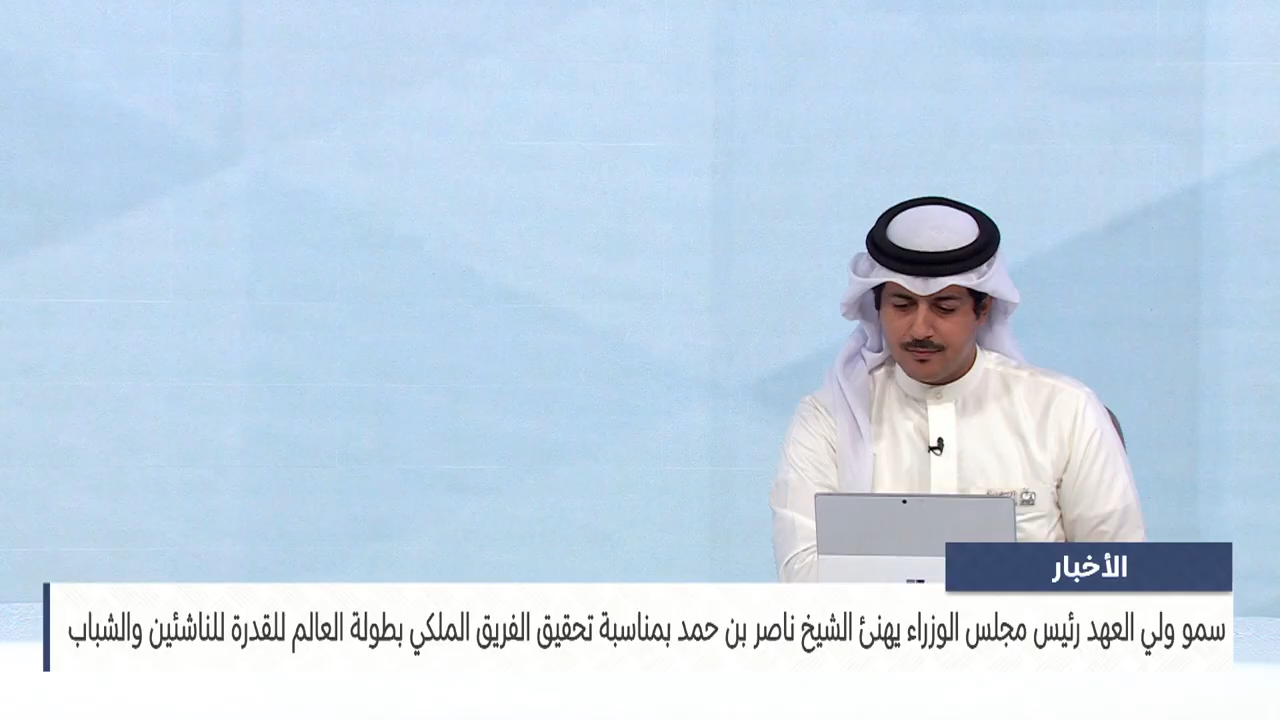 الأخبار
سمو ولي العهد رئيس مجلس الوزراء يهنئ الشيخ ناصر بن حمد بمناسبة تحقيق الفريق الملكي بطولة العالم للقدرة للناشئين والشباب